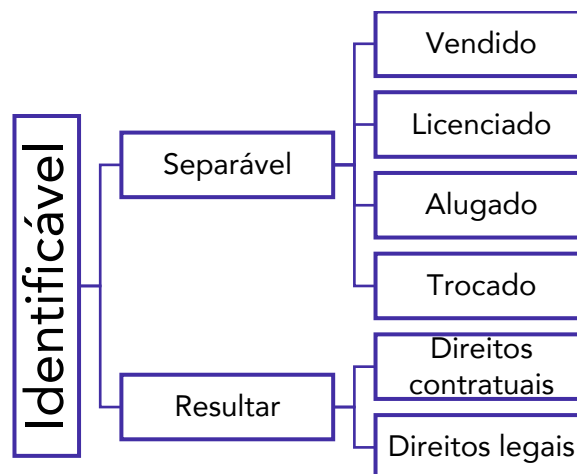 Identificável
Separável
Vendido
Licenciado
Alugado
Trocado
Resultar
Direitos
contratuais
Direitos legais